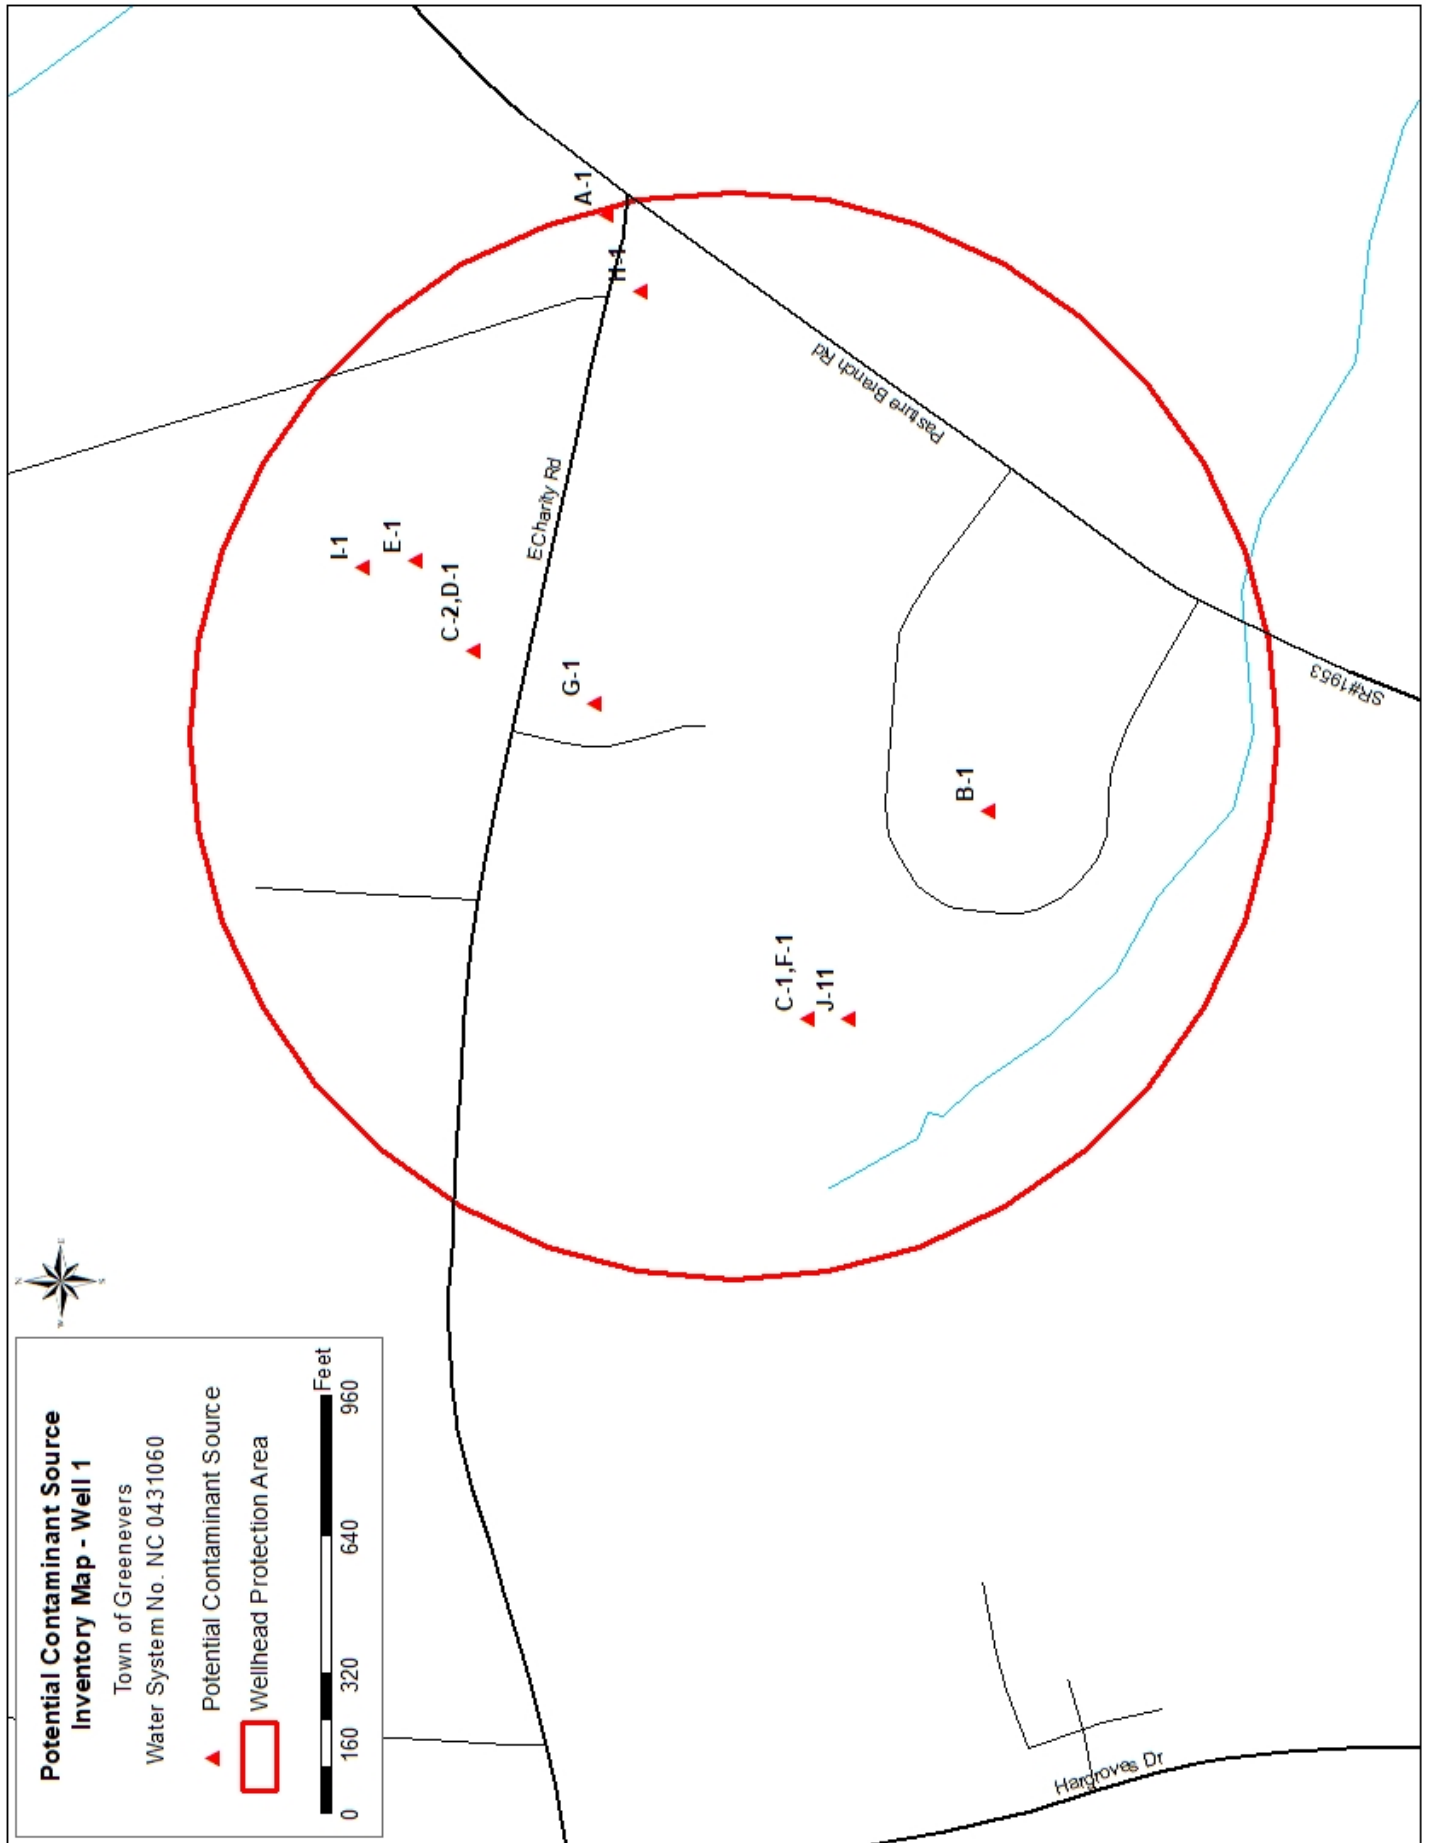 Potential Contaminant Source
Inventory Map - Well 1
Town of Greenevers
Water System No. NC 0431060
Potential Contaminant Source
Wellhead Protection Area
0 160 320 640 960
Feet
N
W
E
S
I-1
E-1
C-2,D-1
ECharity Rd
G-1
A-1
H-1
Pasture Branch Rd
C-1,F-1
J-11
B-1
SR#1953
Hargroves Dr